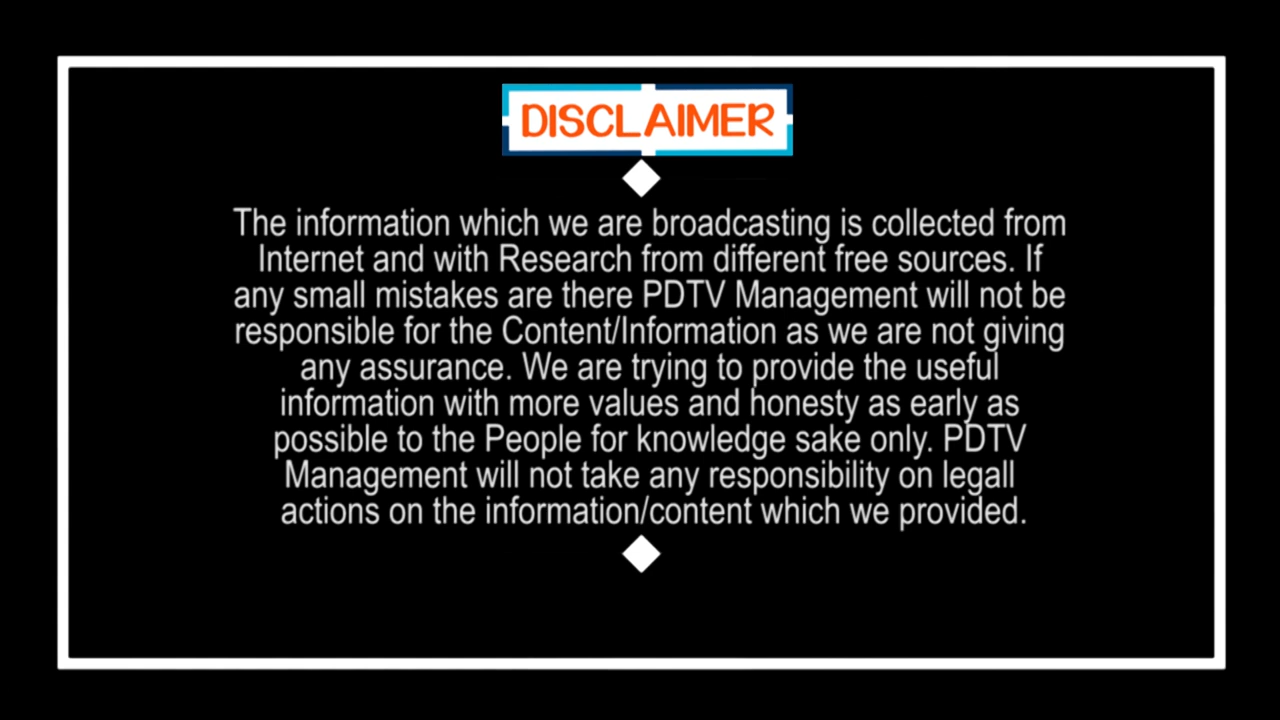 DISCLAIMER
The information which we are broadcasting is collected from
Internet and with Research from different free sources. If
any small mistakes are there PDTV Management will not be
responsible for the Content/Information as we are not giving
any assurance. We are trying to provide the useful
information with more values and honesty as early as
possible to the People for knowledge sake only. PDTV
Management will not take any responsibility on legall
actions on the information/content which we provided.